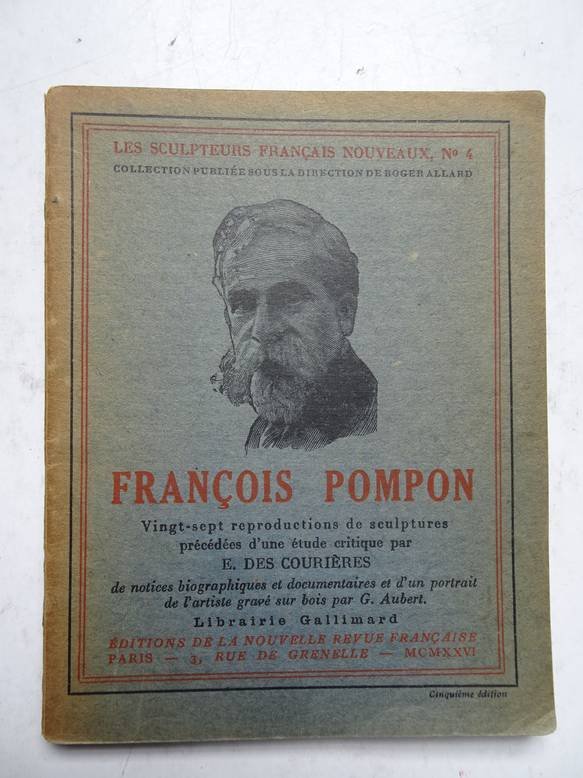 LES SCULPTEURS FRANÇAIS NOUVEAUX, Nº 4
COLLECTION PUBLIÉE SOUS LA DIRECTION DE ROGER ALLARD
FRANÇOIS POMPON
Vingt-sept reproductions de sculptures
précédées d'une étude critique par
E. DES COURIÈRES
de notices biographiques et documentaires et d'un portrait
de l'artiste gravé sur bois par G. Aubert.
Librairie Gallimard
ÉDITIONS DE LA NOUVELLE REVUE FRANÇAISE
PARIS — 3, RUE DE GRENELLE — MCMXXVI
Cinquième édition